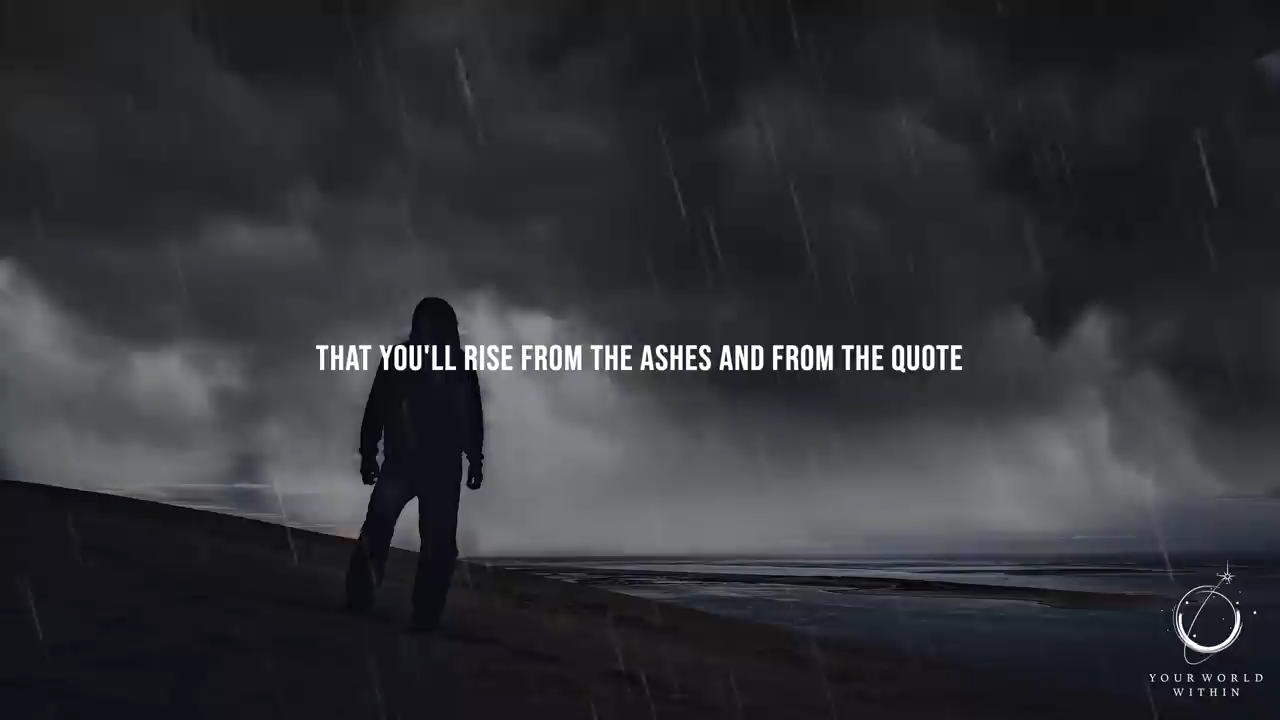 THAT YOU'LL RISE FROM THE ASHES AND FROM THE QUOTE
YOUR WORLD
WITHIN